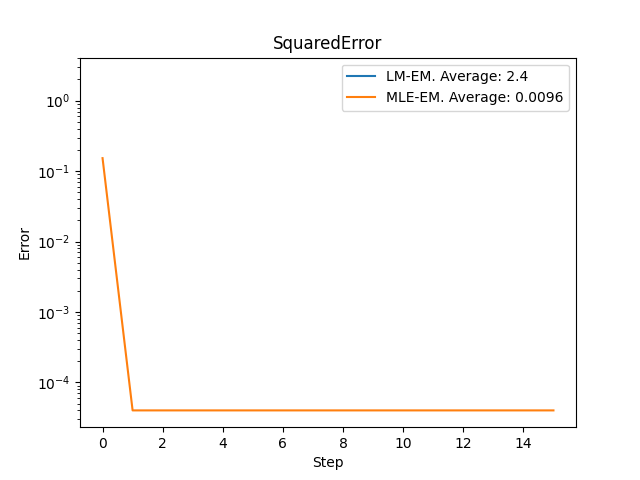 SquaredError
LM-EM. Average: 2.4
MLE-EM. Average: 0.0096
10⁰
10⁻¹
10⁻²
10⁻³
10⁻⁴
Error
0 2 4 6 8 10 12 14
Step